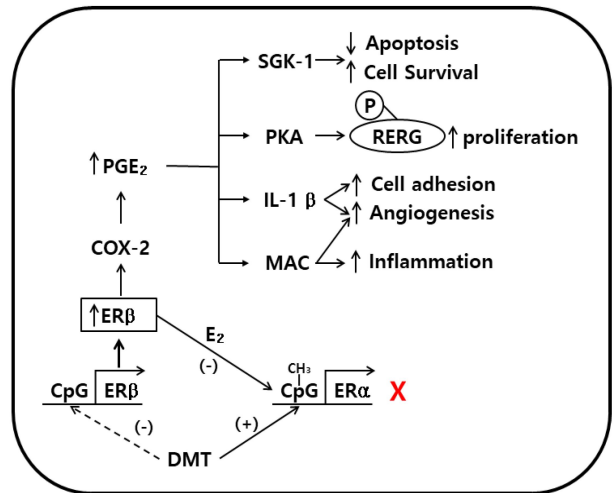 ↓ Apoptosis
SGK-1
↑ Cell Survival
P
PKA
RERG
↑ proliferation
↑ PGE₂
↑ Cell adhesion
IL-1 β
↑ Angiogenesis
COX-2
MAC
↑ Inflammation
↑ERβ
E₂
(-)
CH₃
CpG
ERβ
CpG
ERα
X
(-)
(+)
DMT